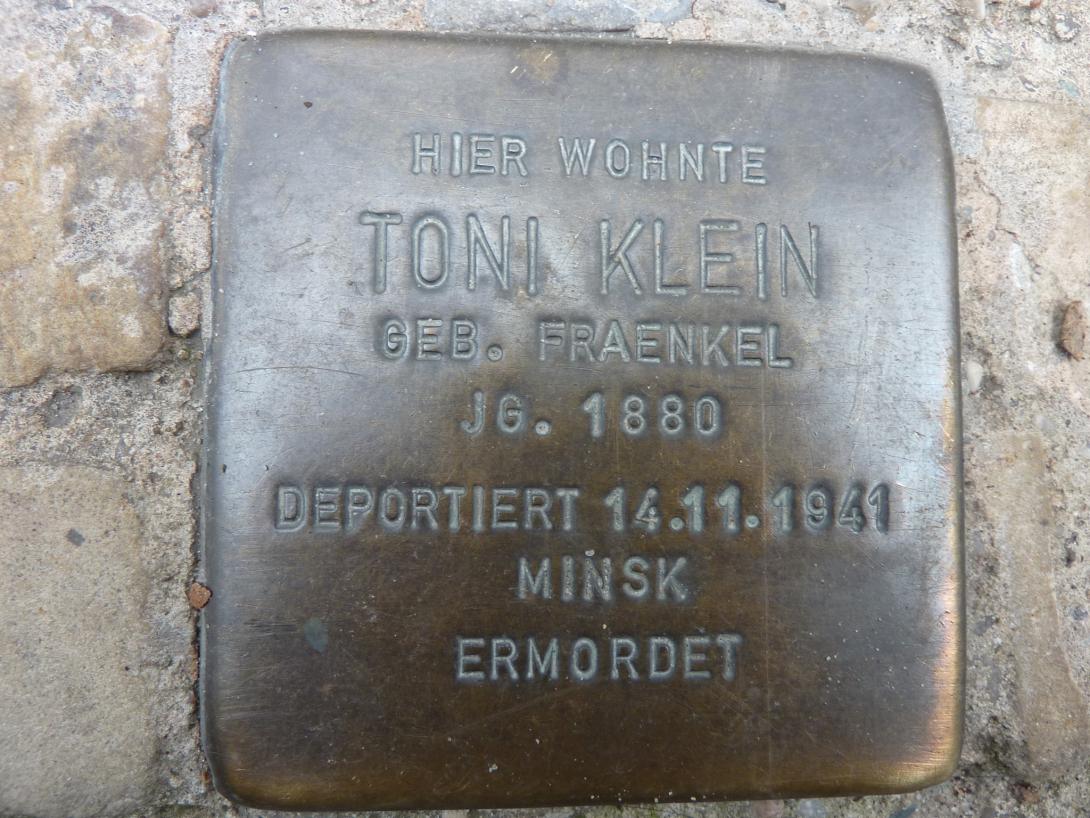 HIER WOHNTE
TONI KLEIN
GEB. FRAENKEL
JG. 1880
DEPORTIERT 14.11.1941
MINSK
ERMORDET